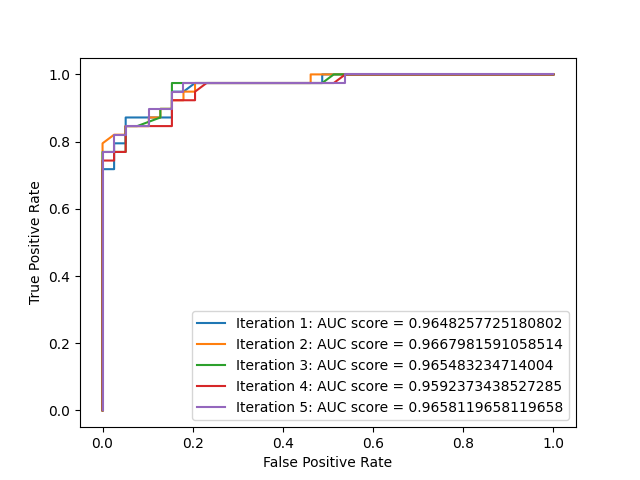 1.0
0.8
0.6
0.4
0.2
0.0
True Positive Rate
Iteration 1: AUC score = 0.9648257725180802
Iteration 2: AUC score = 0.9667981591058514
Iteration 3: AUC score = 0.965483234714004
Iteration 4: AUC score = 0.9592373438527285
Iteration 5: AUC score = 0.9658119658119658
0.0 0.2 0.4 0.6 0.8 1.0
False Positive Rate